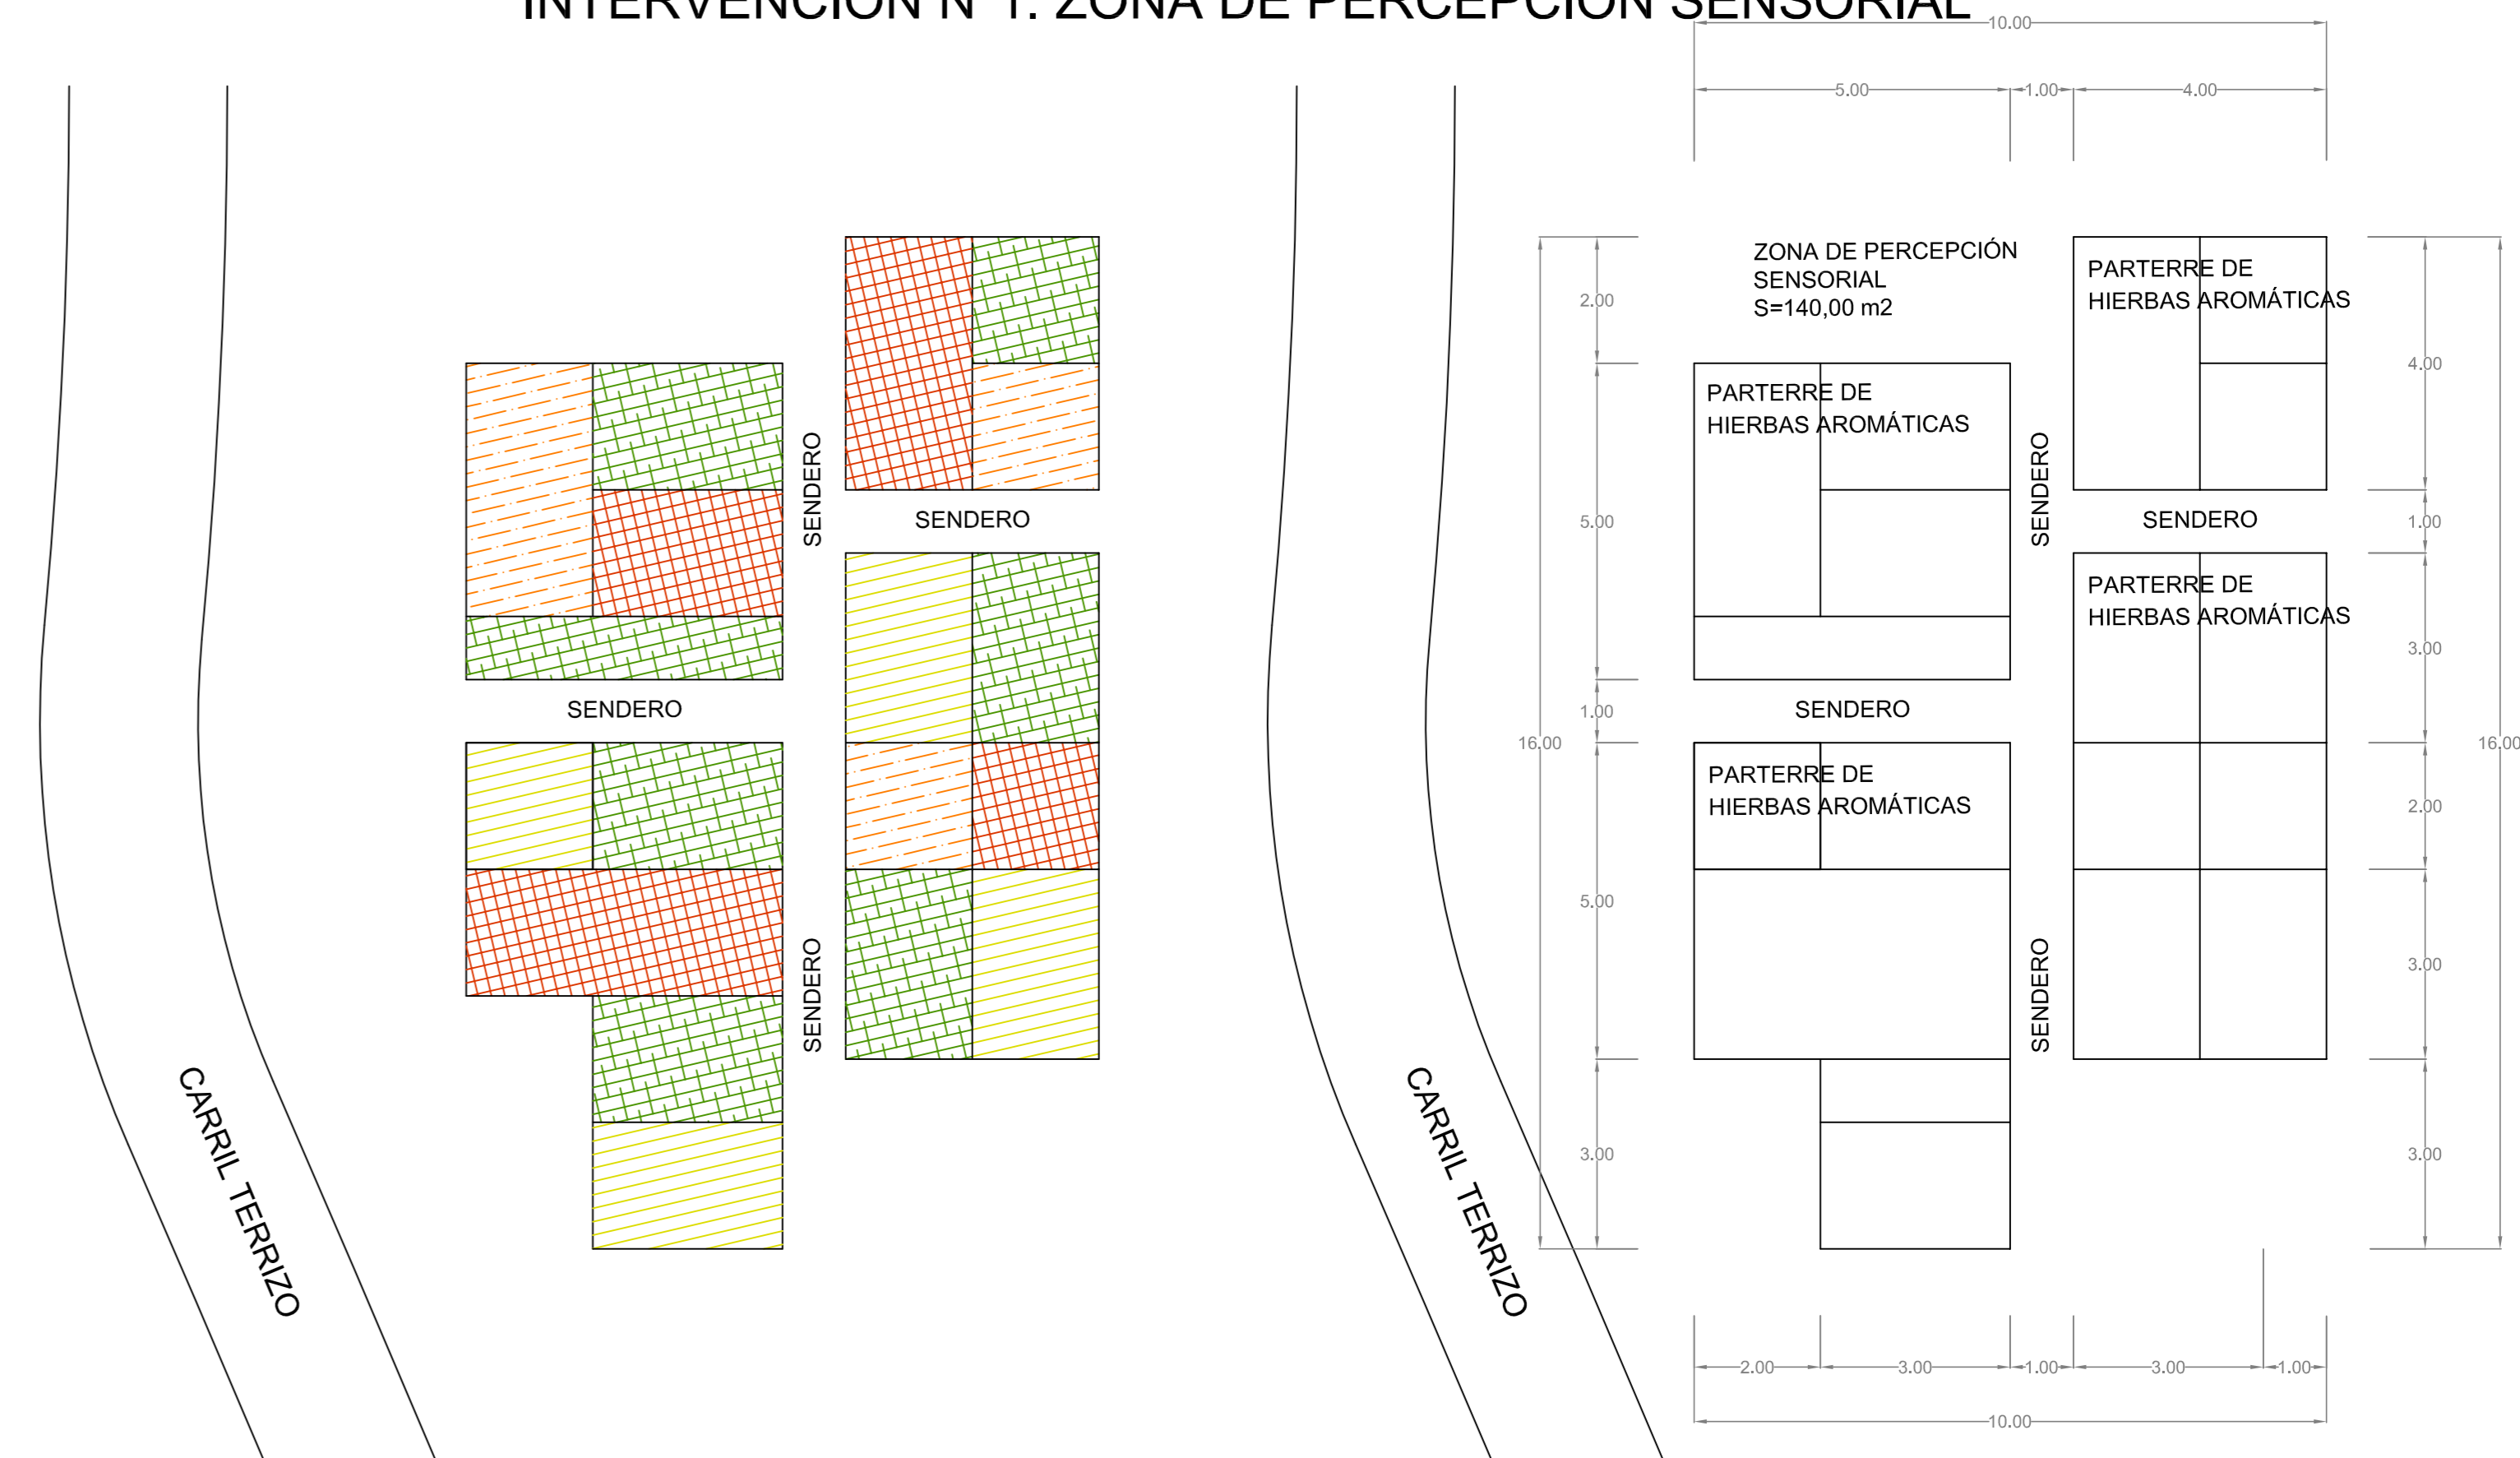 INTERVENCIÓN Nº1: ZONA DE PERCEPCIÓN SENSORIAL
10.00
5.00
1.00
4.00
SENDERO
SENDERO
SENDERO
SENDERO
CARRIL TERRIZO
ZONA DE PERCEPCIÓN
SENSORIAL
S=140,00 m2
PARTERRE DE
HIERBAS AROMÁTICAS
PARTERRE DE
HIERBAS AROMÁTICAS
SENDERO
SENDERO
PARTERRE DE
HIERBAS AROMÁTICAS
SENDERO
PARTERRE DE
HIERBAS AROMÁTICAS
SENDERO
CARRIL TERRIZO
2.00
5.00
1.00
16.00
5.00
3.00
4.00
1.00
3.00
16.00
2.00
3.00
3.00
2.00
3.00
1.00
3.00
1.00
10.00